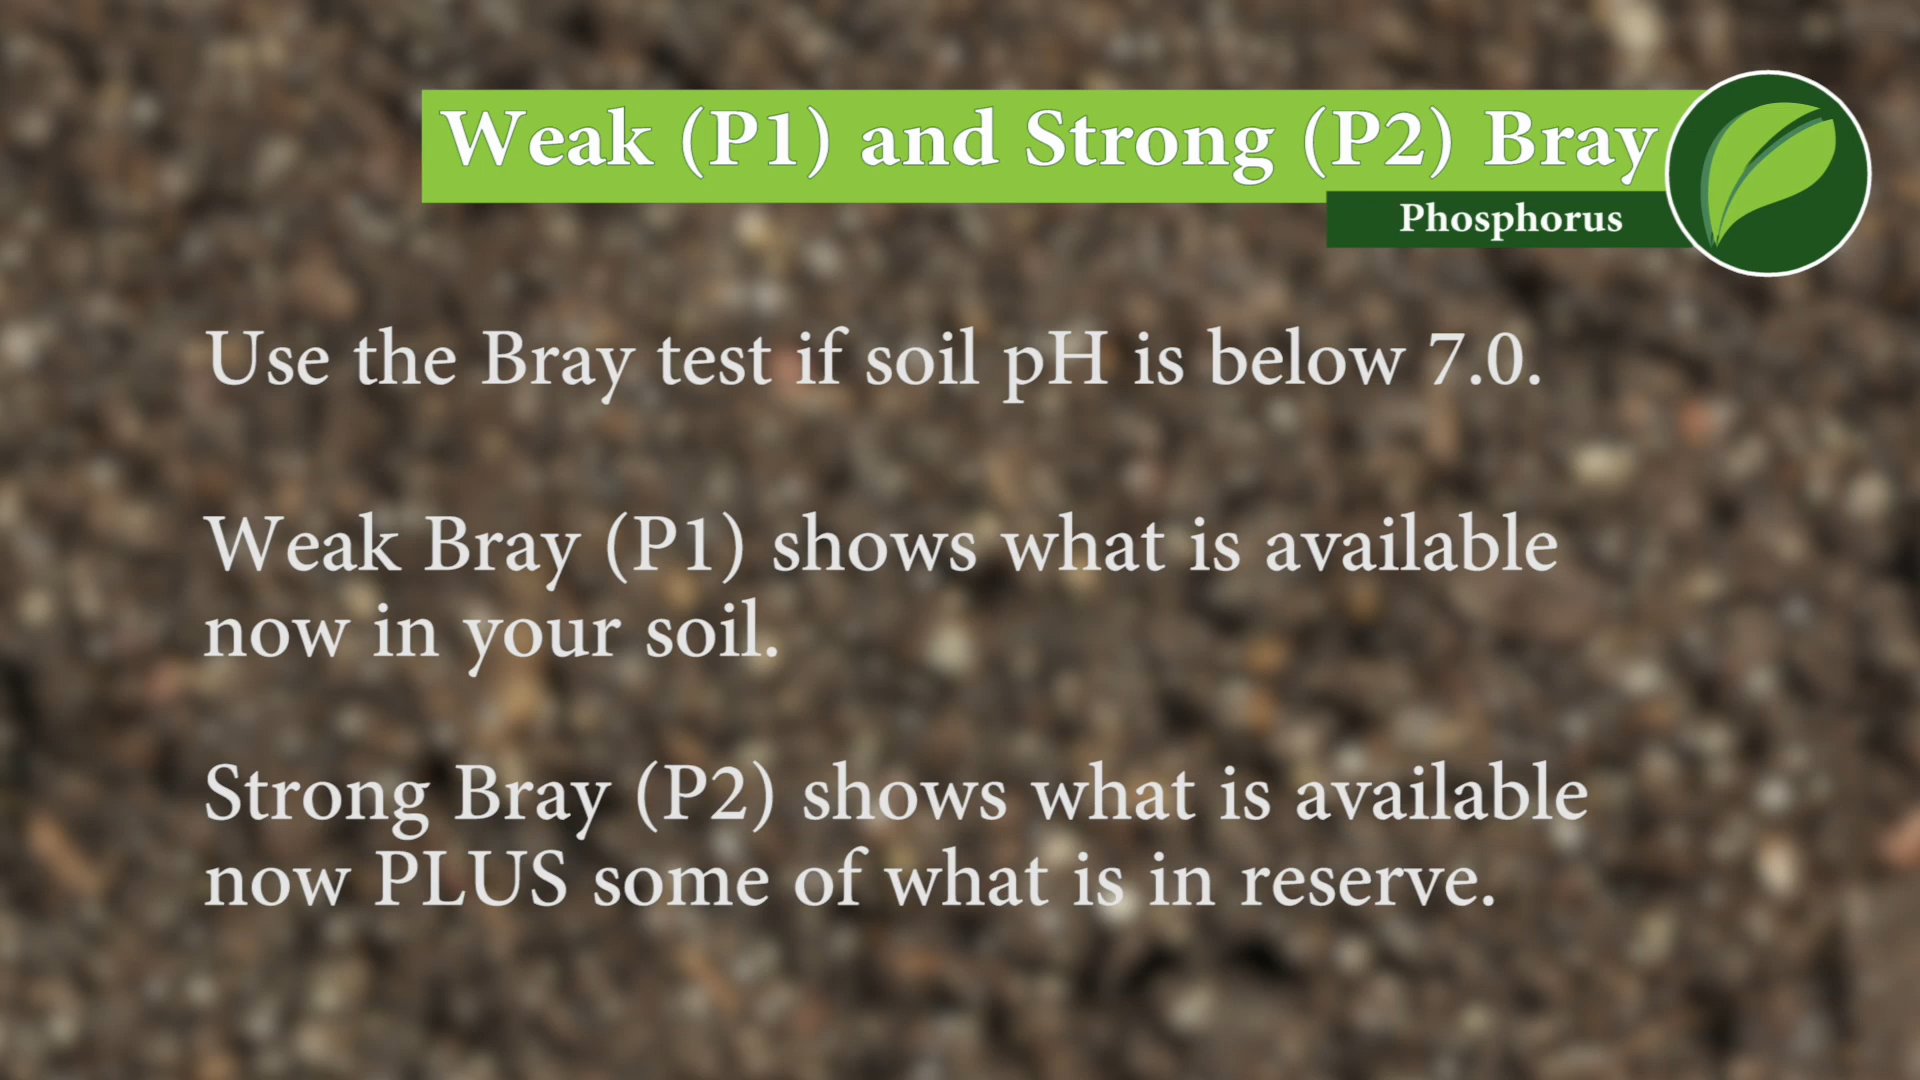 Weak (P1) and Strong (P2) Bray
Phosphorus
Use the Bray test if soil pH is below 7.0.
Weak Bray (P1) shows what is available
now in your soil.
Strong Bray (P2) shows what is available
now PLUS some of what is in reserve.